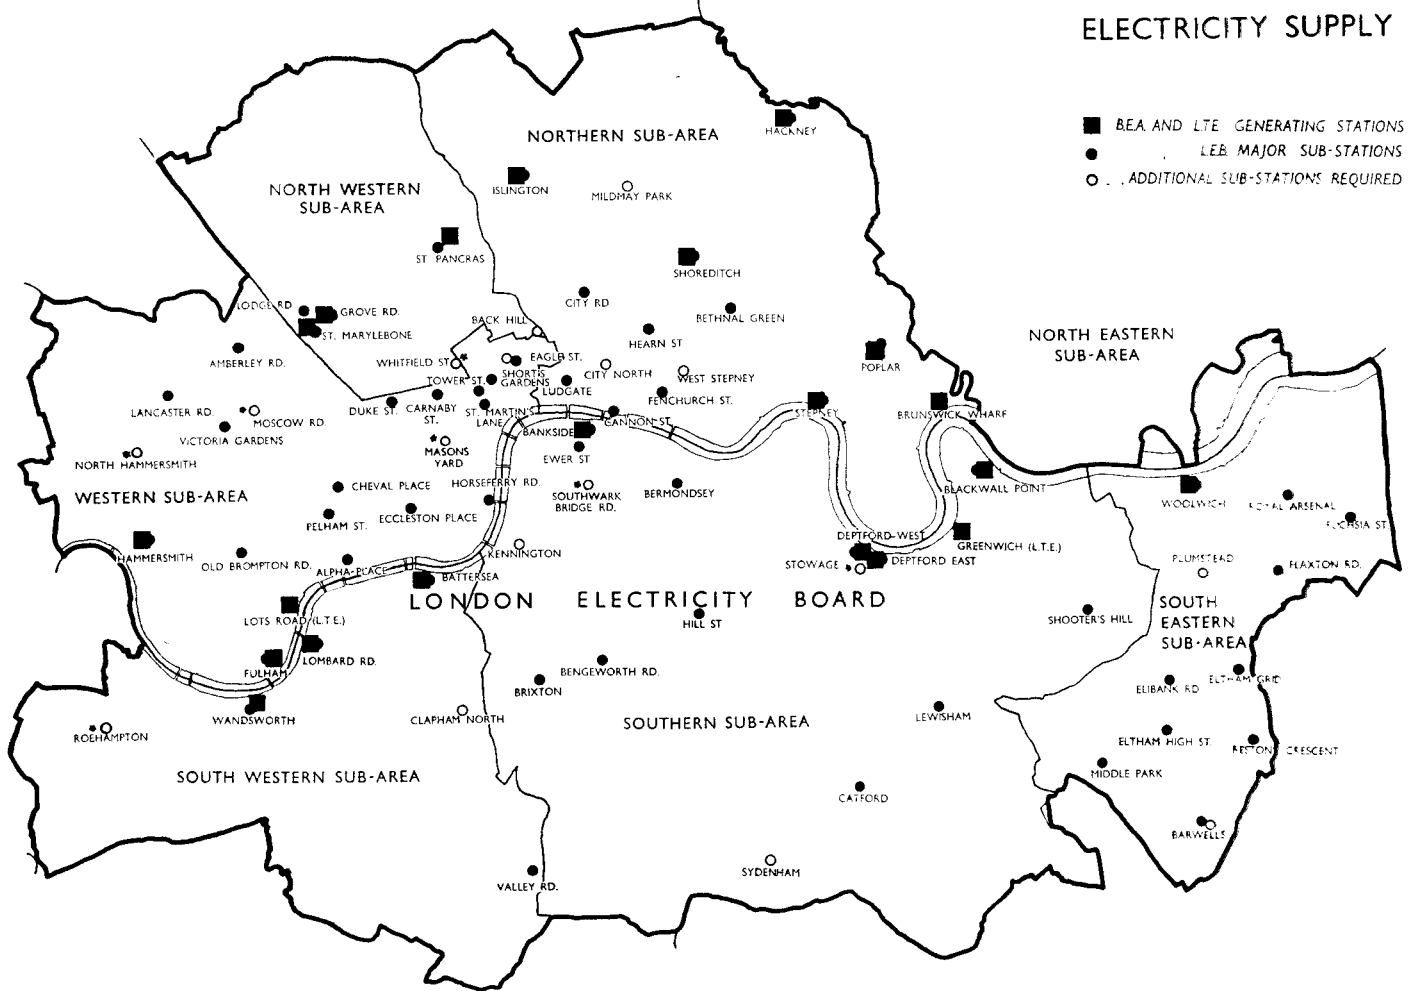 ELECTRICITY SUPPLY
B.E.A. AND L.T.E. GENERATING STATIONS
L.E.B. MAJOR SUB-STATIONS
ADDITIONAL SUB-STATIONS REQUIRED
HACKNEY
NORTHERN SUB-AREA
ISLINGTON
MILDMAY PARK
NORTH WESTERN
SUB-AREA
ST. PANCRAS
SHOREDITCH
LODGE RD
GROVE RD.
ST. MARYLEBONE
CITY RD
BETHNAL GREEN
BACK HILL
HEARN ST
NORTH EASTERN
SUB-AREA
AMBERLEY RD.
WHITFIELD ST.
EAGLE ST.
SHORTS
GARDENS
CITY NORTH
WEST STEPNEY
POPLAR
TOWER ST.
LUDGATE
FENCHURCH ST.
LANCASTER RD.
MOSCOW RD.
DUKE ST.
CARNABY
ST.
ST. MARTIN'S
LANE
CANNON ST.
STEPNEY
BRUNSWICK WHARF
VICTORIA GARDENS
BANKSIDE
MASONS
YARD
EWER ST
NORTH HAMMERSMITH
WESTERN SUB-AREA
CHEVAL PLACE
HORSEFERRY RD.
SOUTHWARK
BRIDGE RD.
BERMONDSEY
BLACKWALL POINT
WOOLWICH
ROYAL ARSENAL
FUCHSIA ST
PELHAM ST.
ECCLESTON PLACE
HAMMERSMITH
OLD BROMPTON RD.
ALPHA PLACE
KENNINGTON
DEPTFORD WEST
GREENWICH (L.T.E.)
STOWAGE
DEPTFORD EAST
PLUMSTEAD
FLAXTON RD.
BATTERSEA
LONDON ELECTRICITY BOARD
LOTS ROAD (L.T.E.)
HILL ST
SHOOTER'S HILL
SOUTH
EASTERN
SUB-AREA
FULHAM
LOMBARD RD.
BENGEWORTH RD.
BRIXTON
ELIBANK RD
ELTHAM GRID
WANDSWORTH
CLAPHAM NORTH
SOUTHERN SUB-AREA
LEWISHAM
ROEHAMPTON
ELTHAM HIGH ST.
CRESCENT
SOUTH WESTERN SUB-AREA
MIDDLE PARK
CATFORD
BARWELLS
SYDENHAM
VALLEY RD.